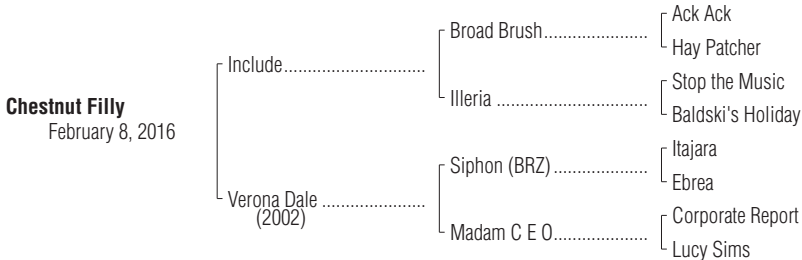 Chestnut Filly
February 8, 2016
Include
Verona Dale
(2002)
Broad Brush
Illeria
Siphon (BRZ)
Madam C E O
Ack Ack
Hay Patcher
Stop the Music
Baldski's Holiday
Itajara
Ebrea
Corporate Report
Lucy Sims